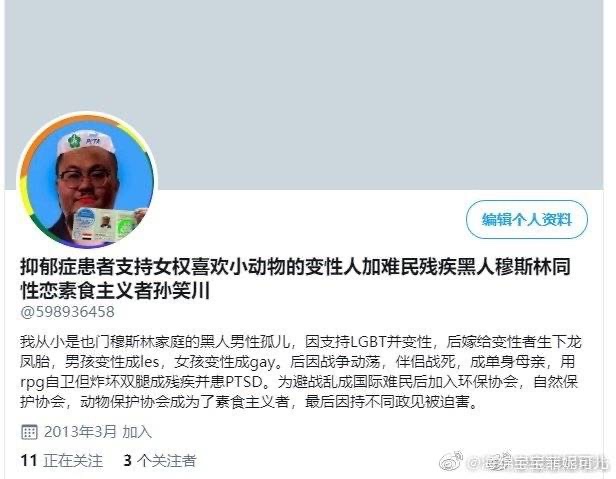 PETA
编辑个人资料
抑郁症患者支持女权喜欢小动物的变性人加难民残疾黑人穆斯林同
性恋素食主义者孙笑川
@598936458
我从小是也门穆斯林家庭的黑人男性孤儿，因支持LGBT并变性，后嫁给变性者生下龙
凤胎，男孩变性成les，女孩变性成gay。后因战争动荡，伴侣战死，成单身母亲，用
rpg自卫但炸坏双腿成残疾并患PTSD。为避战乱成国际难民后加入环保协会，自然保
护协会，动物保护协会成为了素食主义者，最后因持不同政见被迫害。
2013年3月 加入
11 正在关注 3 个关注者